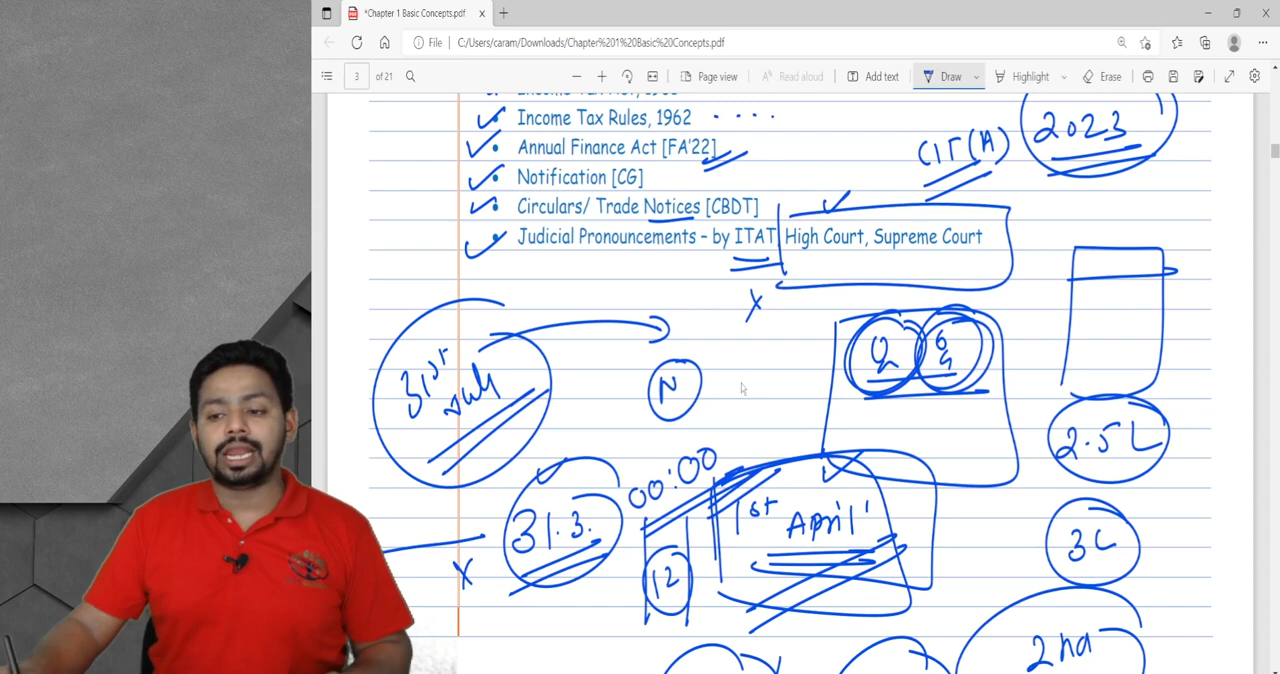 *Chapter 1 Basic Concepts.pdf
File C:/Users/caram/Downloads/Chapter%201%20Basic%20Concepts.pdf
3 of 21 Page view Read aloud Add text Draw Highlight Erase
• Income Tax Rules, 1962
• Annual Finance Act [FA'22]
• Notification [CG]
• Circulars/ Trade Notices [CBDT]
• Judicial Pronouncements – by ITAT High Court, Supreme Court
CIT(A)
2023
31st
N
2.5L
00:00
31.3.
1st April'
12
3L
2nd